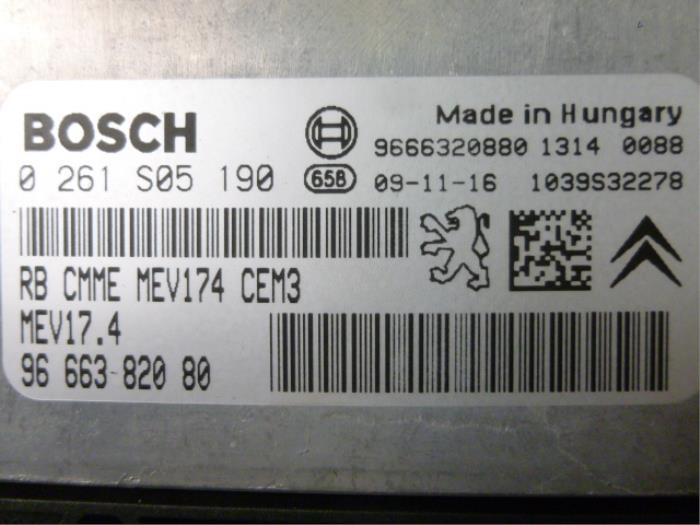 BOSCH
Made in Hungary
9666320880 1314 0088
0 261 S05 190 658 09-11-16 1039S32278
RB CMME MEV174 CEM3
MEV17.4
96 663 820 80